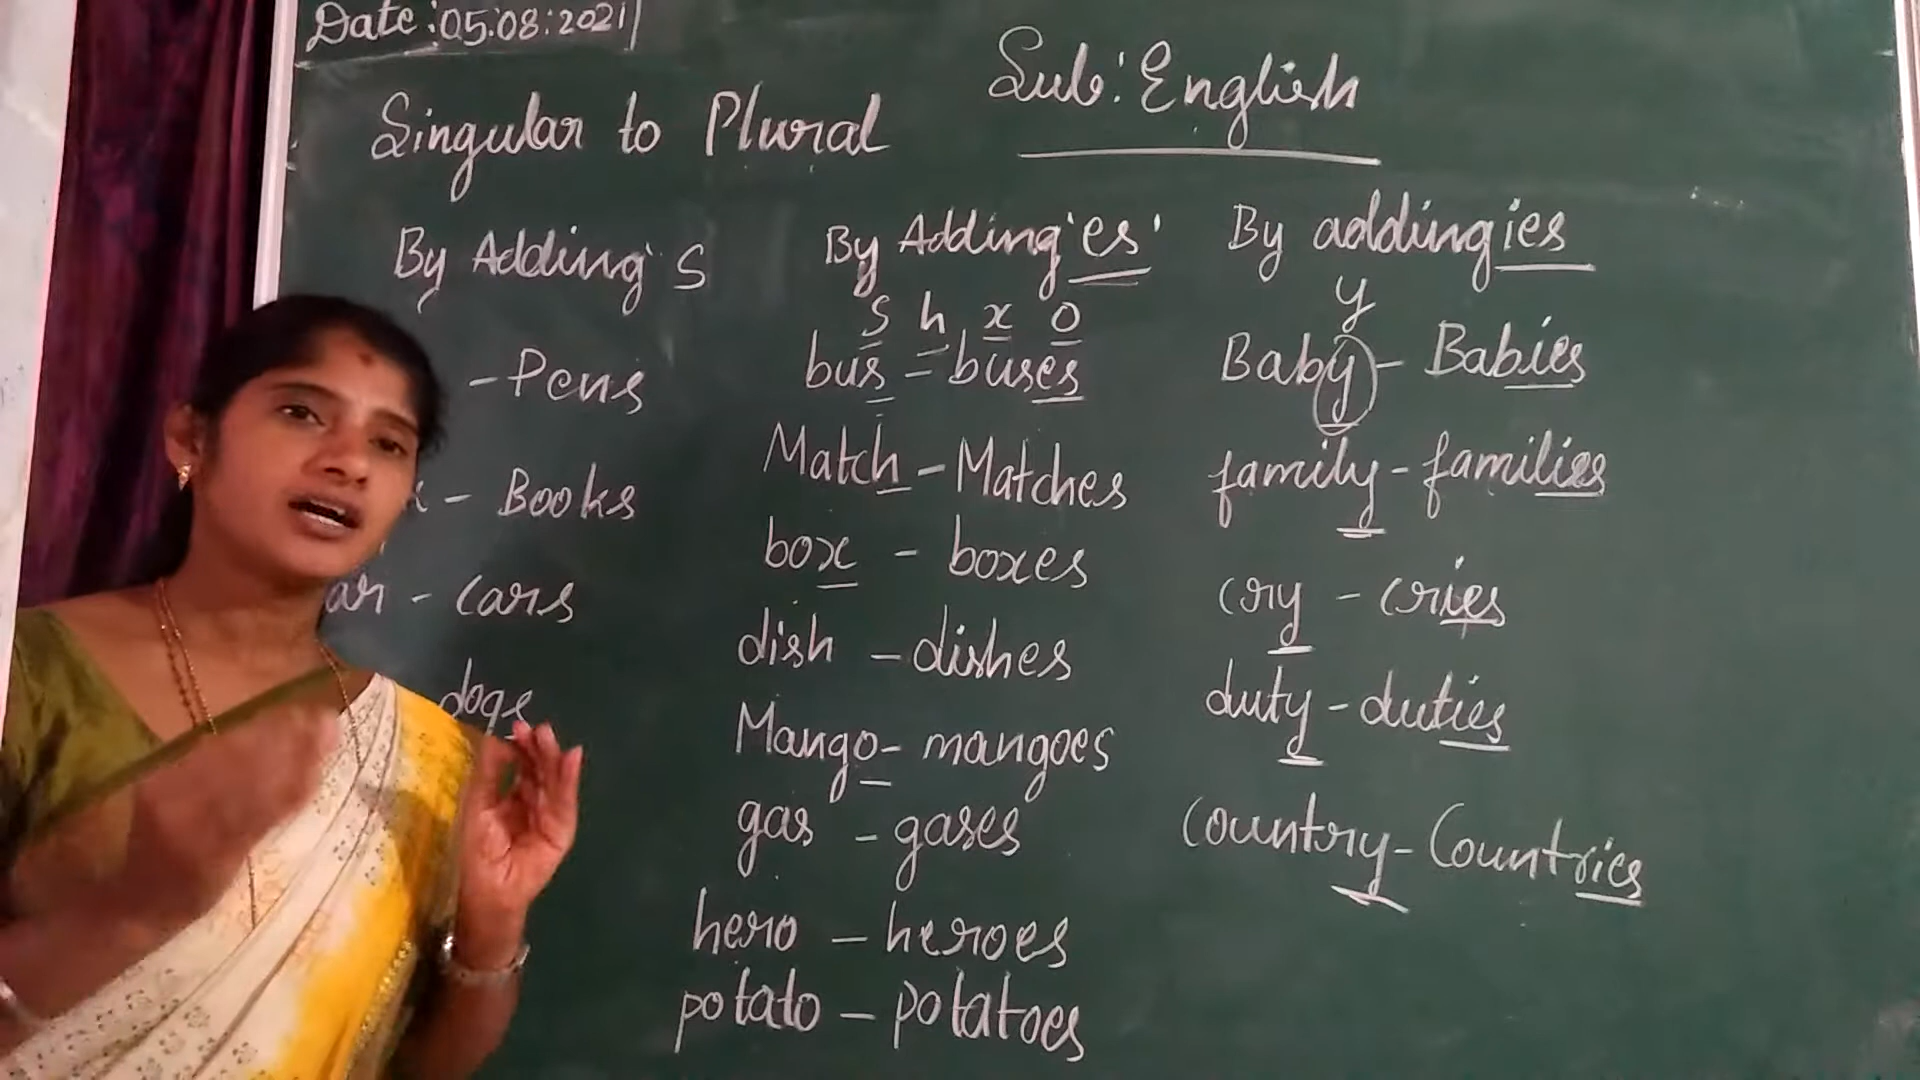 Date: 05:08:2021
Sub: English
Singular to Plural
By Adding S
- Pens
- Books
ar - cars
dogs
By Adding 'es'
s h x o
bus - buses
Match - Matches
box - boxes
dish - dishes
Mango - mangoes
gas - gases
hero - heroes
potato - potatoes
By adding ies
y
Baby - Babies
family - families
cry - cries
duty - duties
Country - Countries